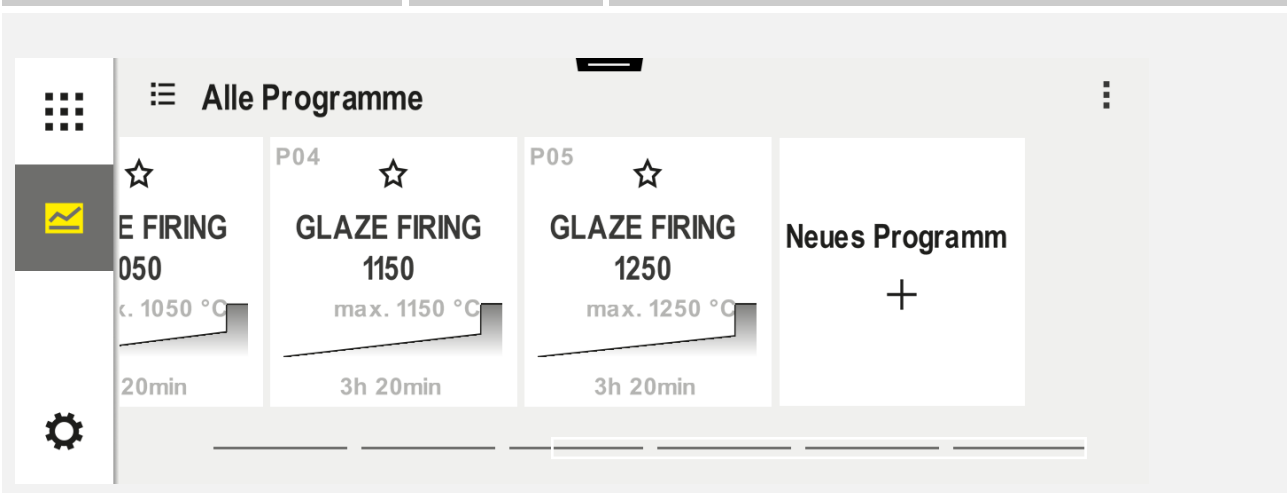 Alle Programme
E FIRING
050
. 1050 °C
20min
P04
GLAZE FIRING
1150
max. 1150 °C
3h 20min
P05
GLAZE FIRING
1250
max. 1250 °C
3h 20min
Neues Programm
+